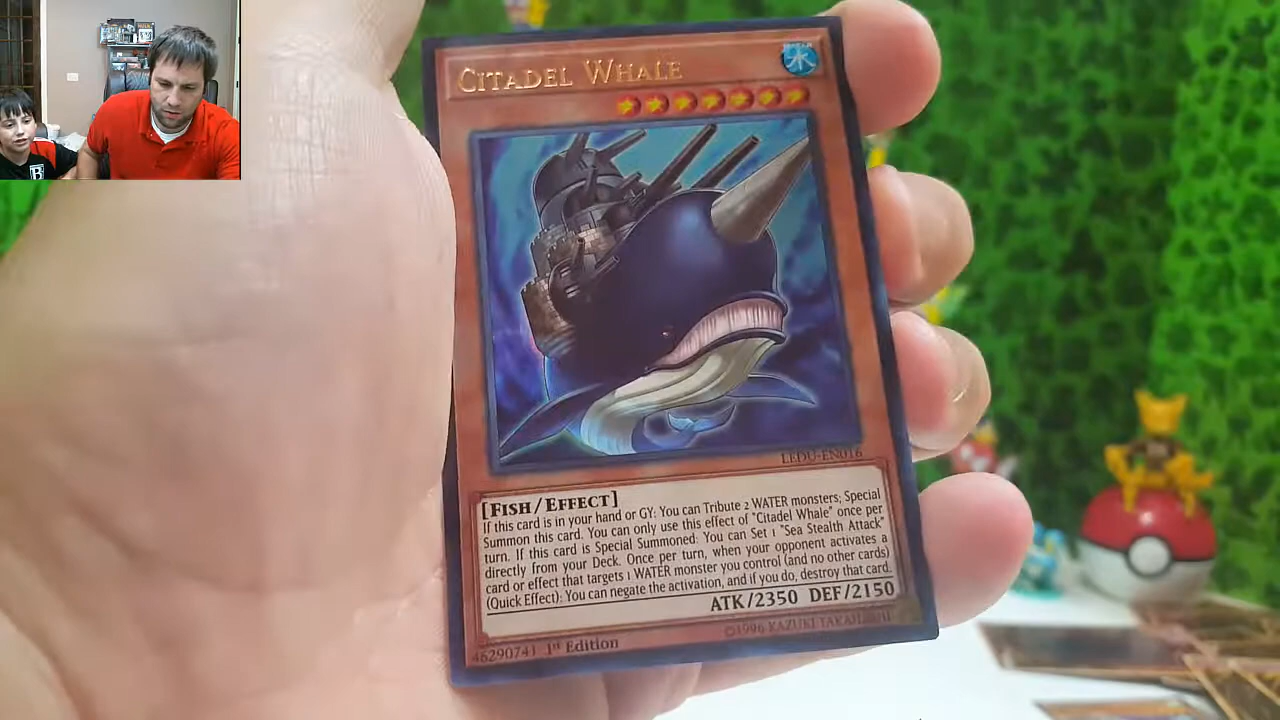 CITADEL WHALE
LEDU-EN016
[FISH/EFFECT]
If this card is in your hand or GY: You can Tribute 2 WATER monsters; Special
Summon this card. You can only use this effect of "Citadel Whale" once per
turn. If this card is Special Summoned: You can Set 1 "Sea Stealth Attack"
directly from your Deck. Once per turn, when your opponent activates a
card or effect that targets 1 WATER monster you control (and no other cards)
(Quick Effect): You can negate the activation, and if you do, destroy that card.
ATK/2350 DEF/2150
46290741 1st Edition
©1996 KAZUKI TAKAHASHI
B